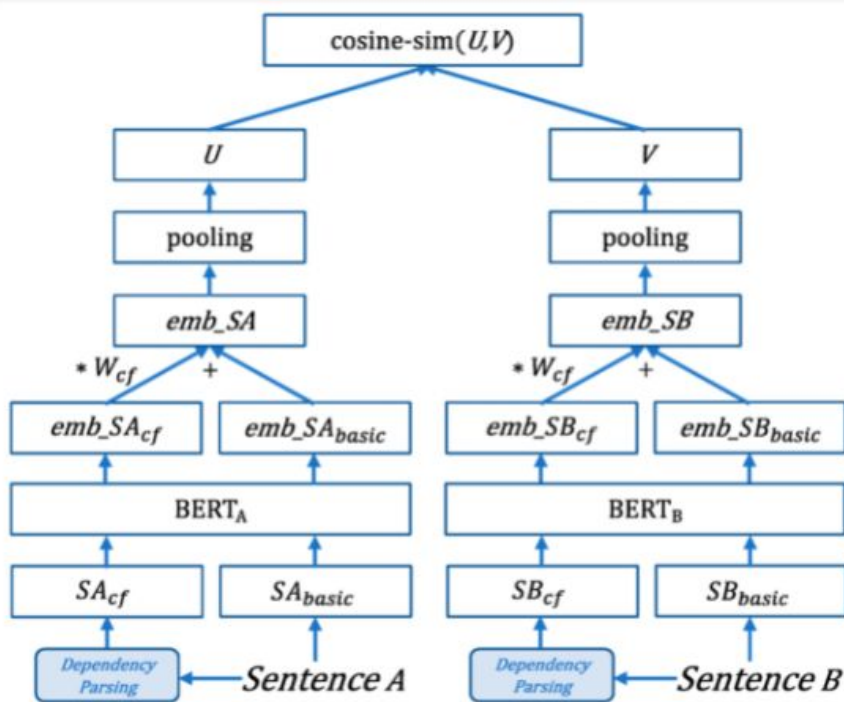 cosine-sim(U,V)
U V
pooling pooling
emb_SA emb_SB
* W_cf + * W_cf +
emb_SA_cf emb_SA_basic emb_SB_cf emb_SB_basic
BERT_A BERT_B
SA_cf SA_basic SB_cf SB_basic
Dependency Parsing Sentence A Dependency Parsing Sentence B